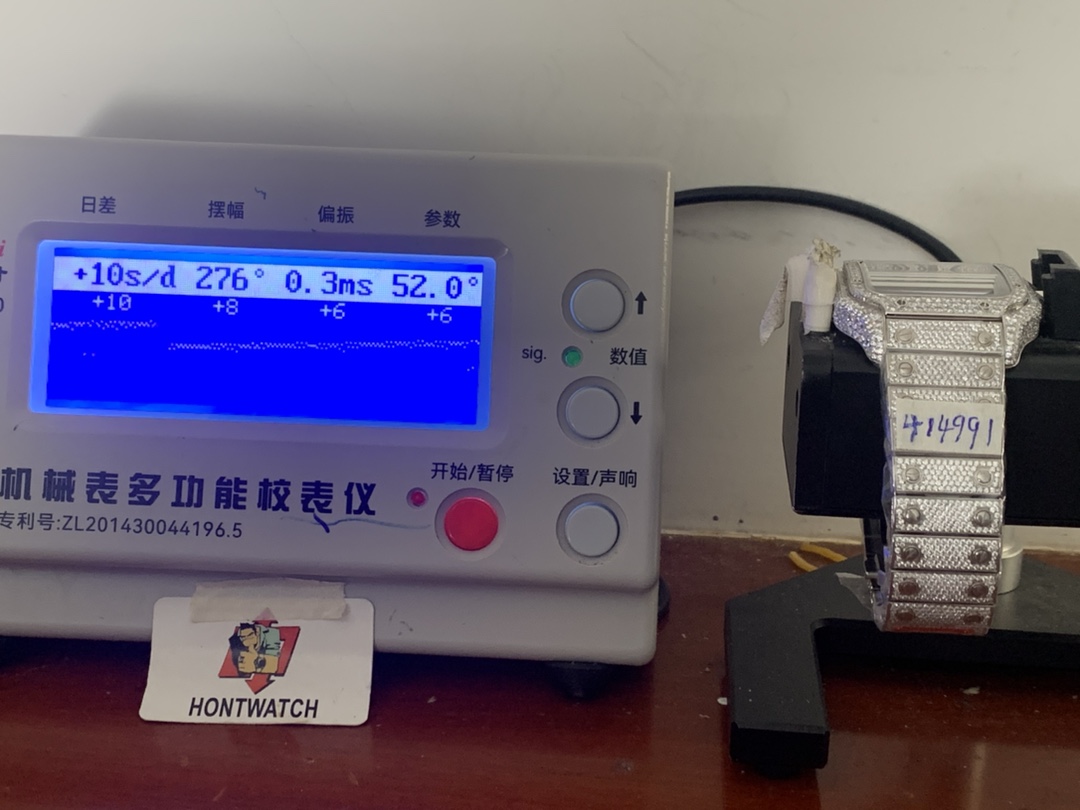 日差 摆幅 偏振 参数
+10s/d 276° 0.3ms 52.0°
+10 +8 +6 +6
sig. 数值
开始/暂停 设置/声响
机械表多功能校表仪
专利号:ZL201430044196.5
HONTWATCH
414991